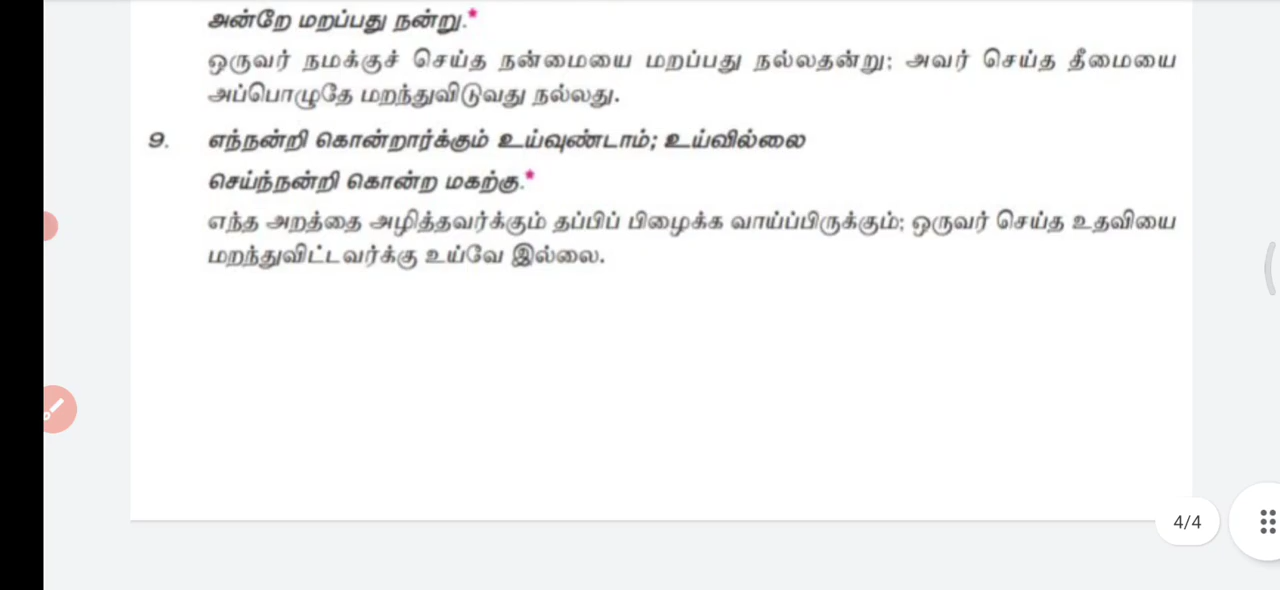 அன்றே மறப்பது நன்று.*
ஒருவர் நமக்குச் செய்த நன்மையை மறப்பது நல்லதன்று; அவர் செய்த தீமையை
அப்பொழுதே மறந்துவிடுவது நல்லது.
9. எந்நன்றி கொன்றார்க்கும் உய்வுண்டாம்; உய்வில்லை
செய்ந்நன்றி கொன்ற மகற்கு.*
எந்த அறத்தை அழித்தவர்க்கும் தப்பிப் பிழைக்க வாய்ப்பிருக்கும்; ஒருவர் செய்த உதவியை
மறந்துவிட்டவர்க்கு உய்வே இல்லை.
4/4